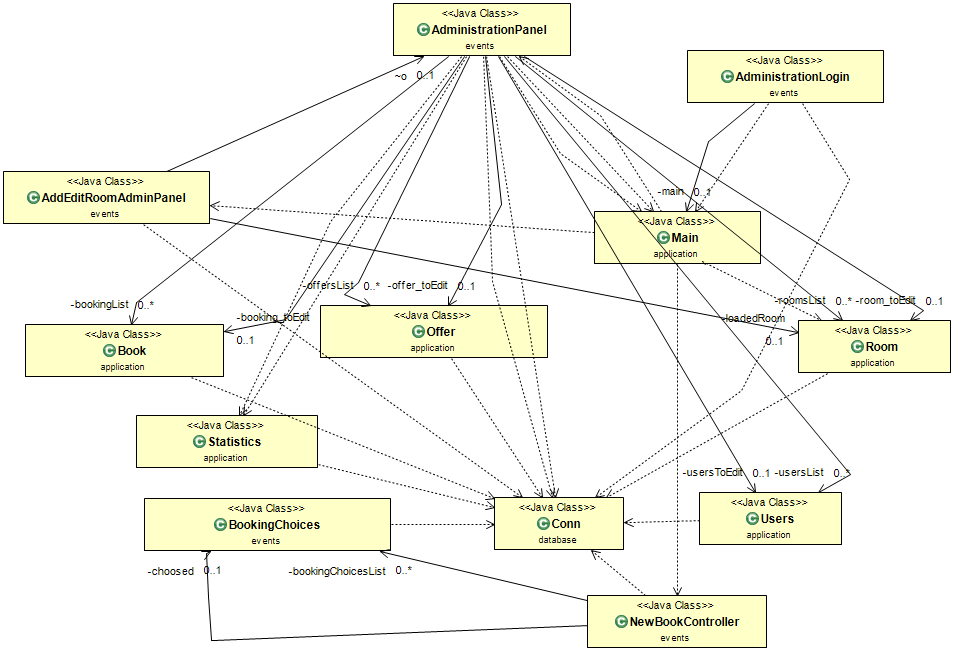 <<Java Class>>
AdministrationPanel
events
<<Java Class>>
AdministrationLogin
events
~o 0..1
<<Java Class>>
AddEditRoomAdminPanel
events
-main 0..1
<<Java Class>>
Main
application
-bookingList 0..*
-booking_toEdit
0..1
-offersList 0..*
-offer_toEdit 0..1
-roomsList 0..*
-room_toEdit 0..1
-loadedRoom
0..1
<<Java Class>>
Book
application
<<Java Class>>
Offer
application
<<Java Class>>
Room
application
<<Java Class>>
Statistics
application
-usersToEdit 0..1
-usersList 0..*
<<Java Class>>
BookingChoices
events
<<Java Class>>
Conn
database
<<Java Class>>
Users
application
-choosed 0..1
-bookingChoicesList 0..*
<<Java Class>>
NewBookController
events